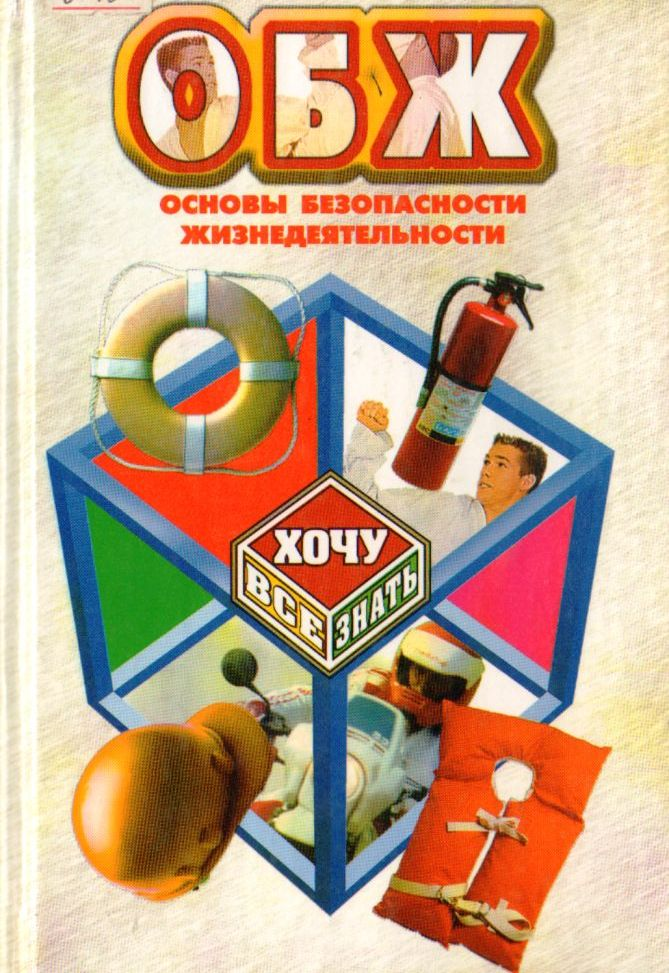 ОБЖ
ОСНОВЫ БЕЗОПАСНОСТИ
ЖИЗНЕДЕЯТЕЛЬНОСТИ
ХОЧУ
ВСЕ
ЗНАТЬ